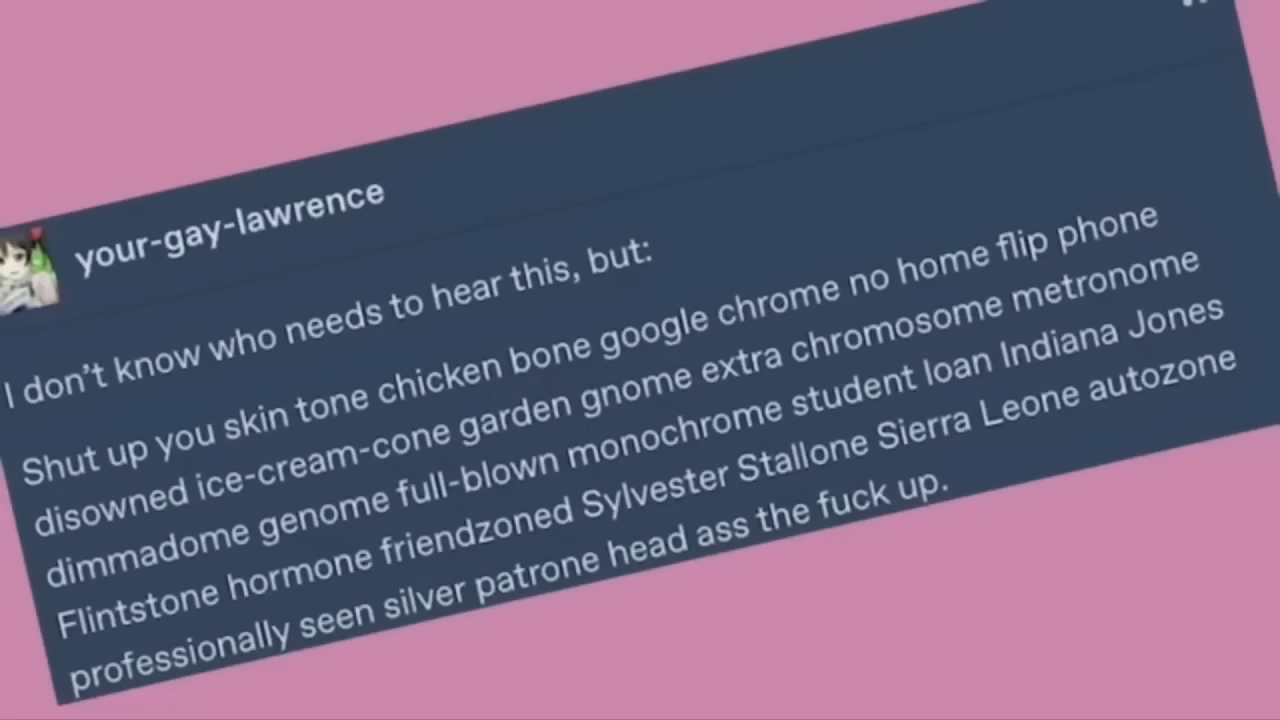 your-gay-lawrence
I don't know who needs to hear this, but:
Shut up you skin tone chicken bone google chrome no home flip phone
disowned ice-cream-cone garden gnome extra chromosome metronome
dimmadome genome full-blown monochrome student loan Indiana Jones
Flintstone hormone friendzoned Sylvester Stallone Sierra Leone autozone
professionally seen silver patrone head ass the fuck up.